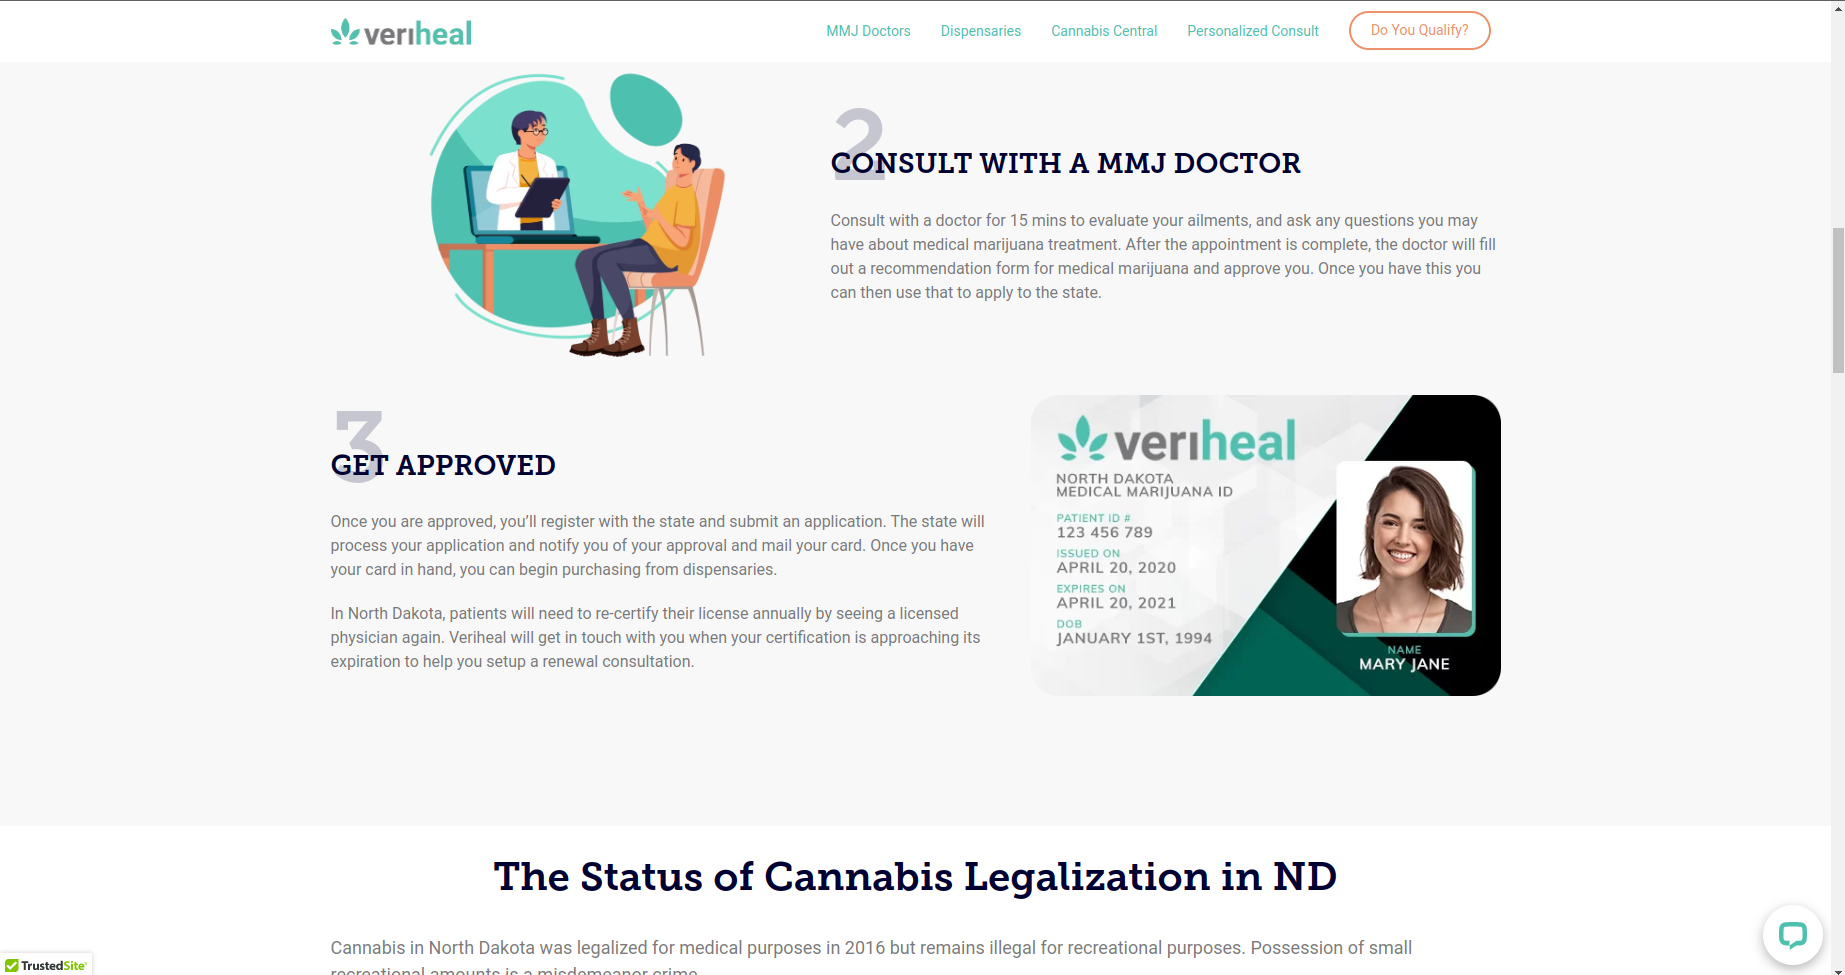 veriheal
MMJ Doctors
Dispensaries
Cannabis Central
Personalized Consult
Do You Qualify?
2
CONSULT WITH A MMJ DOCTOR
Consult with a doctor for 15 mins to evaluate your ailments, and ask any questions you may
have about medical marijuana treatment. After the appointment is complete, the doctor will fill
out a recommendation form for medical marijuana and approve you. Once you have this you
can then use that to apply to the state.
3
GET APPROVED
Once you are approved, you’ll register with the state and submit an application. The state will
process your application and notify you of your approval and mail your card. Once you have
your card in hand, you can begin purchasing from dispensaries.
In North Dakota, patients will need to re-certify their license annually by seeing a licensed
physician again. Veriheal will get in touch with you when your certification is approaching its
expiration to help you setup a renewal consultation.
veriheal
NORTH DAKOTA
MEDICAL MARIJUANA ID
PATIENT ID #
123 456 789
ISSUED ON
APRIL 20, 2020
EXPIRES ON
APRIL 20, 2021
DOB
JANUARY 1ST, 1994
NAME
MARY JANE
The Status of Cannabis Legalization in ND
Cannabis in North Dakota was legalized for medical purposes in 2016 but remains illegal for recreational purposes. Possession of small
recreational amounts is a misdemeanor crime.
TrustedSite